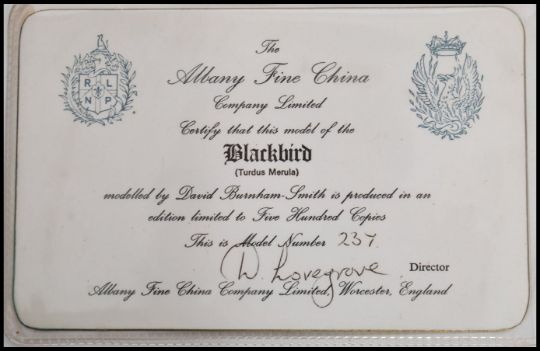 The
Albany Fine China
Company Limited
Certify that this model of the
Blackbird
(Turdus Merula)
modelled by David Burnham-Smith is produced in an
edition limited to Five Hundred Copies
This is Model Number 237
D. Lovegrove Director
Albany Fine China Company Limited, Worcester, England
R L
N P